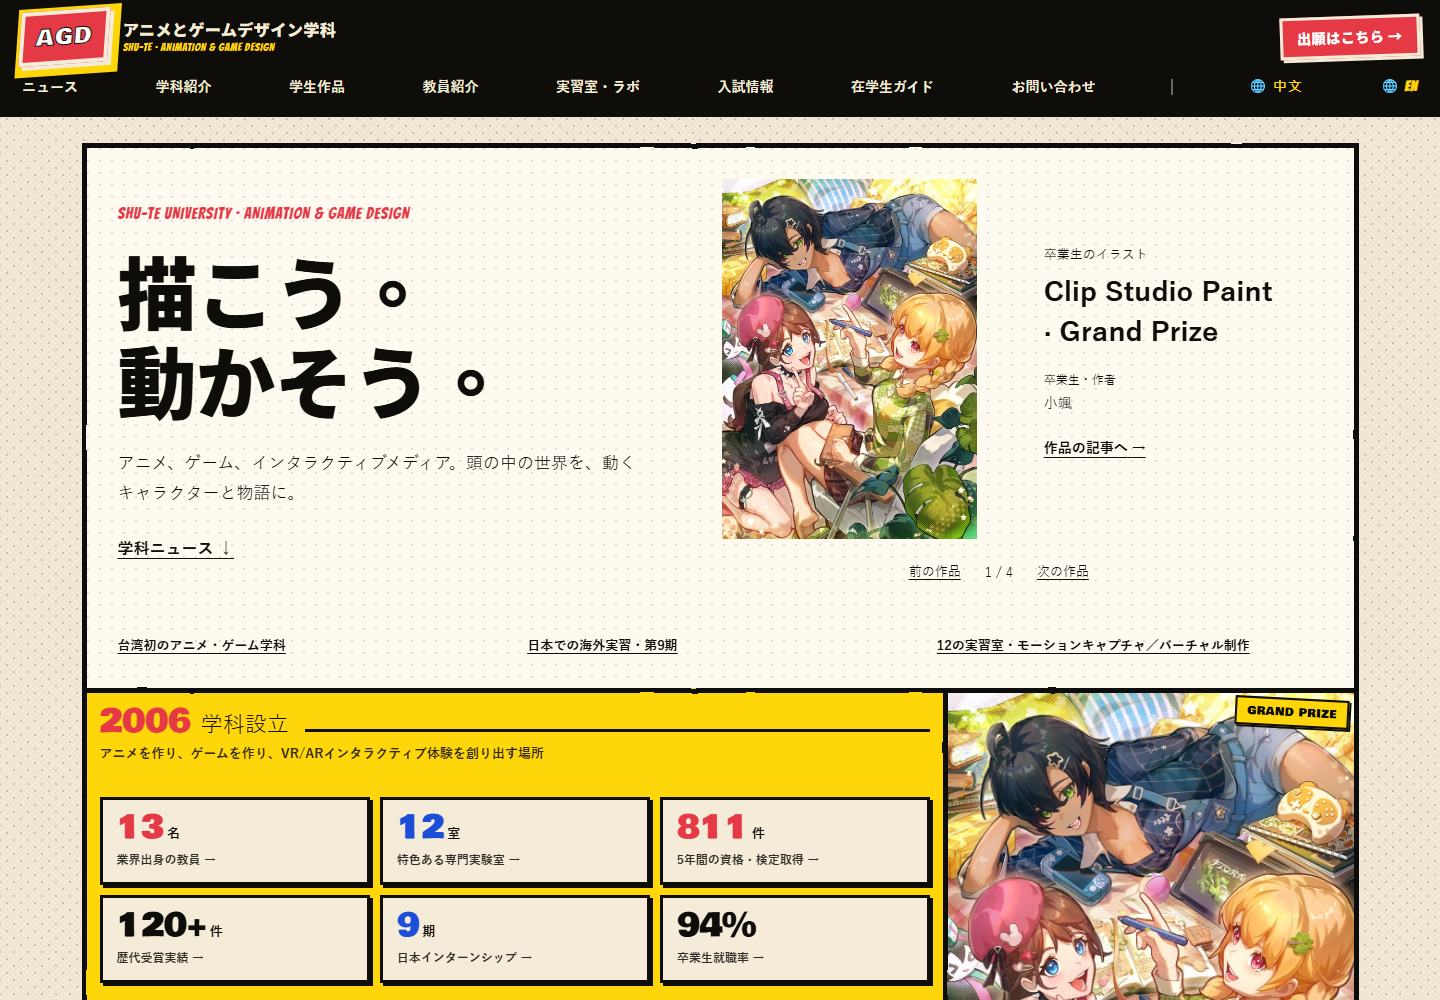 AGD
アニメとゲームデザイン学科
SHU-TE · ANIMATION & GAME DESIGN
出願はこちら →
ニュース 学科紹介 学生作品 教員紹介 実習室・ラボ 入試情報 在学生ガイド お問い合わせ | 🌐 中文 🌐 EN
SHU-TE UNIVERSITY · ANIMATION & GAME DESIGN
描こう。
動かそう。
アニメ、ゲーム、インタラクティブメディア。頭の中の世界を、動く
キャラクターと物語に。
学科ニュース ↓
卒業生のイラスト
Clip Studio Paint
· Grand Prize
卒業生・作者
小颯
作品の記事へ →
前の作品 1 / 4 次の作品
台湾初のアニメ・ゲーム学科 日本での海外実習・第9期 12の実習室・モーションキャプチャ／バーチャル制作
2006 学科設立
アニメを作り、ゲームを作り、VR/ARインタラクティブ体験を創り出す場所
GRAND PRIZE
13 名
業界出身の教員 →
12 室
特色ある専門実験室 →
811 件
5年間の資格・検定取得 →
120+ 件
歴代受賞実績 →
9 期
日本インターンシップ →
94%
卒業生就職率 →